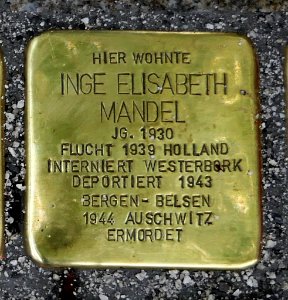 HIER WOHNTE
INGE ELISABETH
MANDEL
JG. 1930
FLUCHT 1939 HOLLAND
INTERNIERT WESTERBORK
DEPORTIERT 1943
BERGEN-BELSEN
1944 AUSCHWITZ
ERMORDET